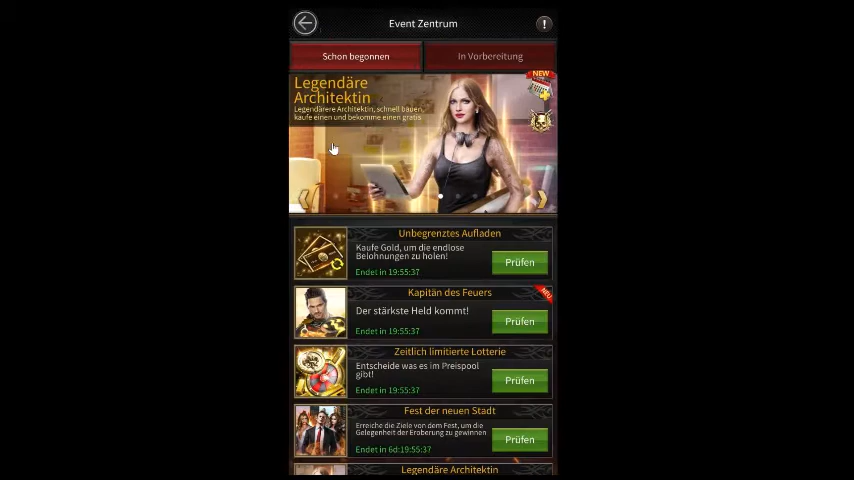 Event Zentrum
!
Schon begonnen
In Vorbereitung
NEW
Legendäre
Architektin
Legendärere Architektin, schnell bauen,
kaufe einen und bekomme einen gratis
Unbegrenztes Aufladen
Kaufe Gold, um die endlose
Belohnungen zu holen!
Endet in 19:55:37
Prüfen
Kapitän des Feuers
NEU
Der stärkste Held kommt!
Endet in 19:55:37
Prüfen
Zeitlich limitierte Lotterie
Entscheide was es im Preispool
gibt!
Endet in 19:55:37
Prüfen
Fest der neuen Stadt
Erreiche die Ziele von dem Fest, um die
Gelegenheit der Eroberung zu gewinnen
Endet in 6d:19:55:37
Prüfen
Legendäre Architektin